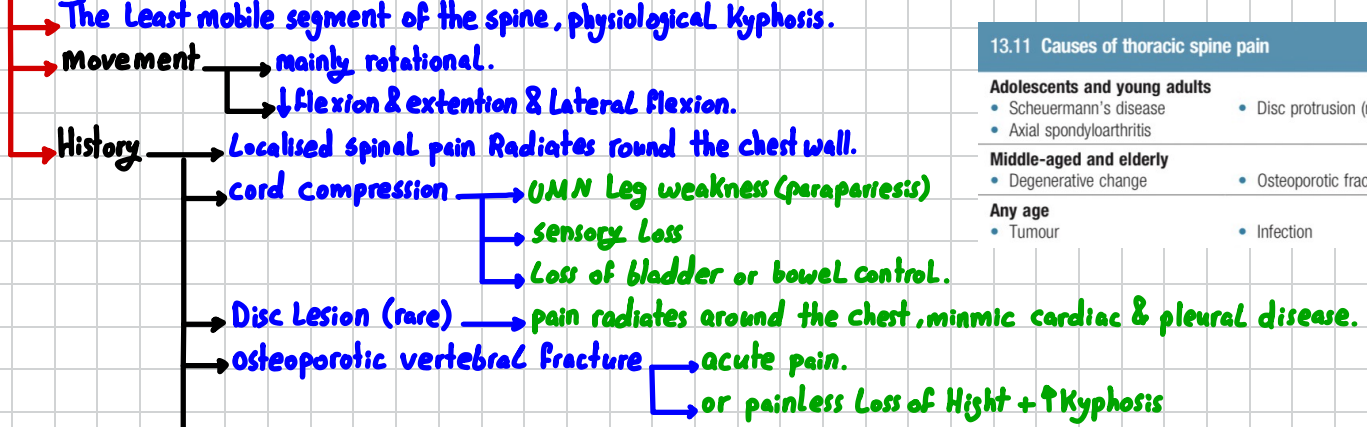 The Least mobile segment of the spine, physiological Kyphosis.
movement mainly rotational.
↓flexion & extention & Lateral flexion.
History Localised spinal pain Radiates round the chest wall.
cord compression UMN Leg weakness (paraparriesis)
sensory Loss
Loss of bladder or bowel control.
Disc Lesion (rare) pain radiates around the chest, minmic cardiac & pleural disease.
osteoporotic vertebral fracture acute pain.
or painless Loss of Hight + ↑Kyphosis
13.11 Causes of thoracic spine pain
Adolescents and young adults
• Scheuermann's disease • Disc protrusion
• Axial spondyloarthritis
Middle-aged and elderly
• Degenerative change • Osteoporotic frac
Any age
• Tumour • Infection